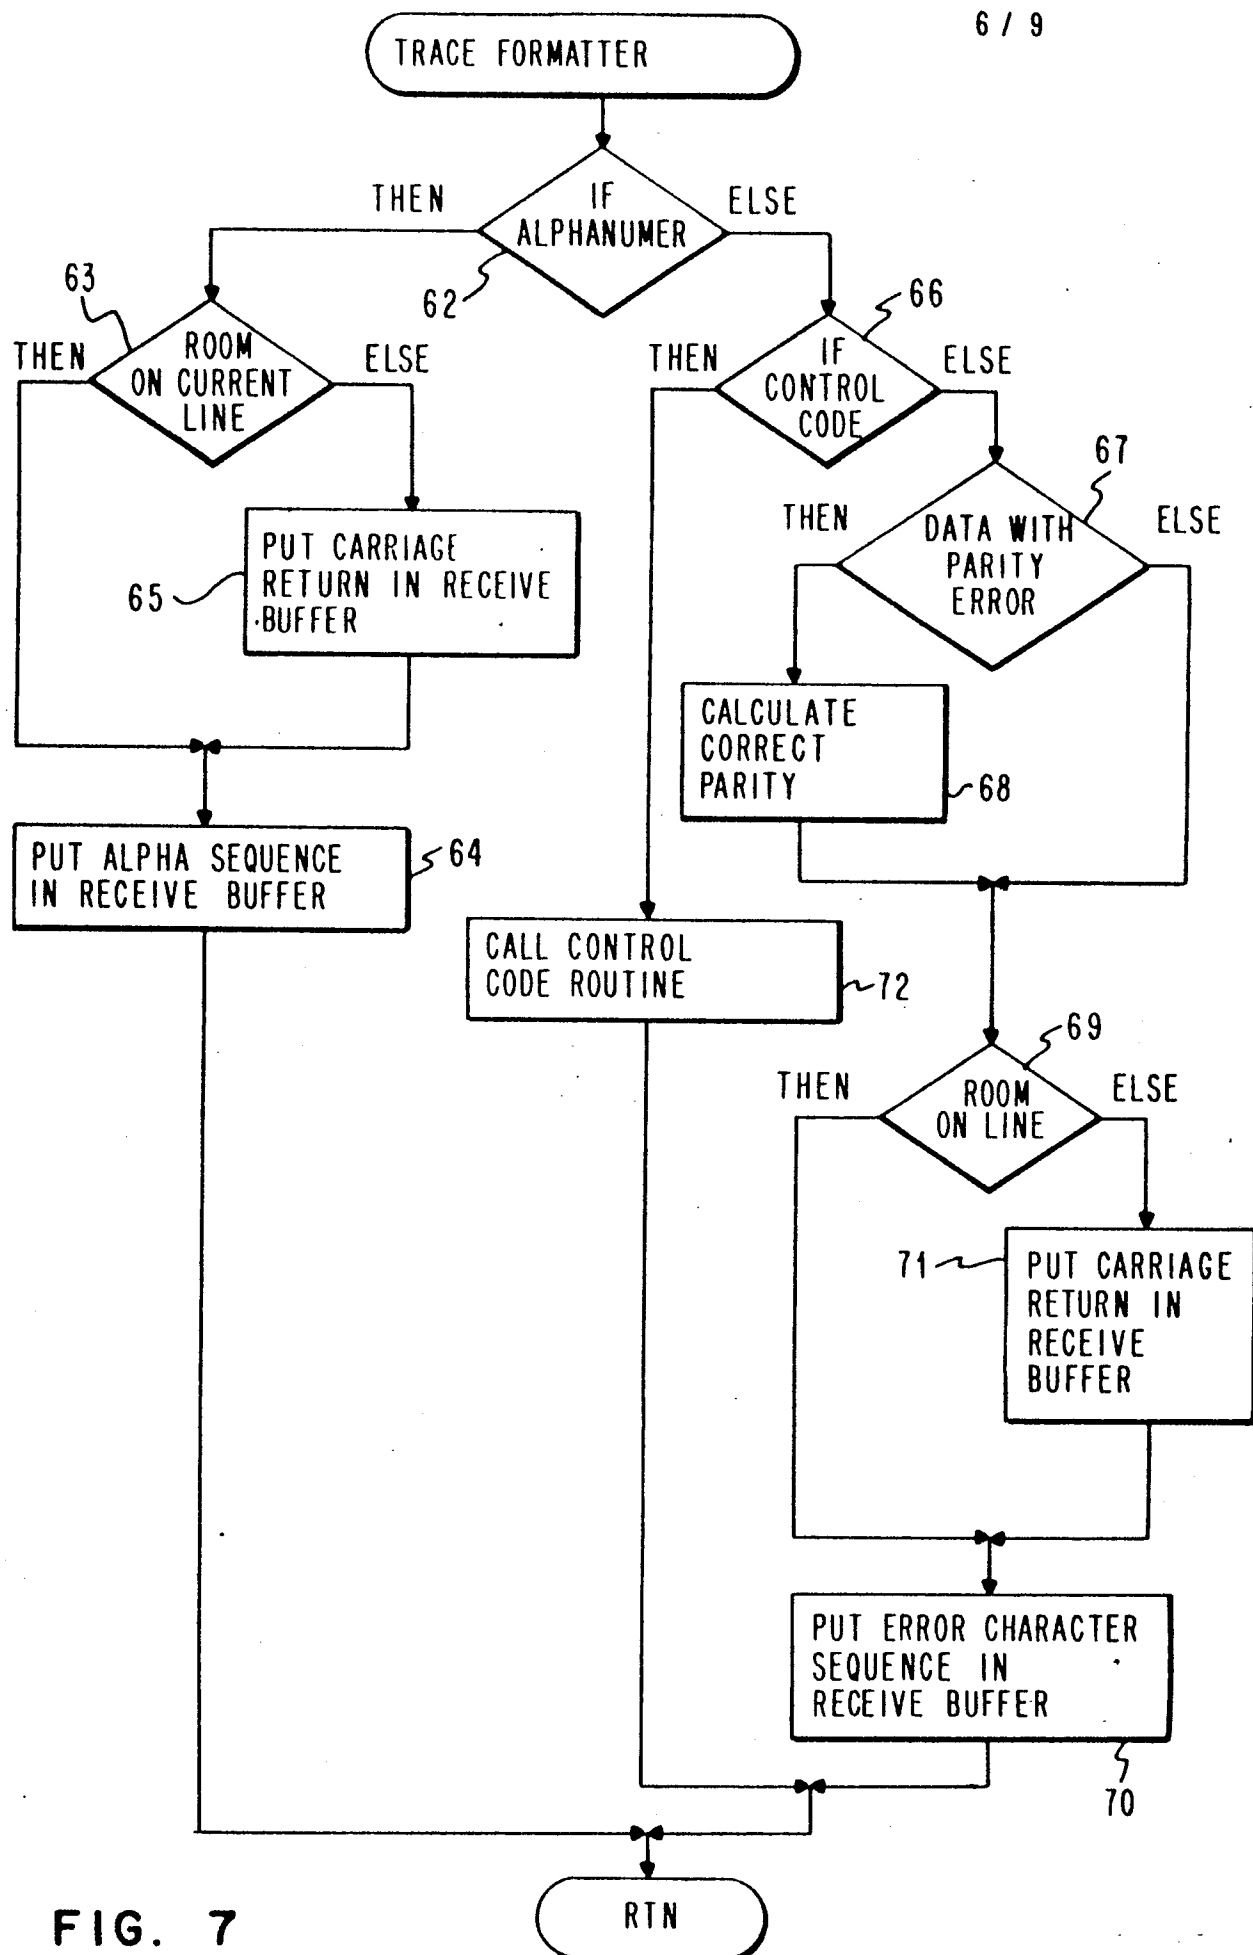 6 / 9
TRACE FORMATTER
THEN
IF
ALPHANUMER
ELSE
62
63
THEN
ROOM
ON CURRENT
LINE
ELSE
66
THEN
IF
CONTROL
CODE
ELSE
67
THEN
DATA WITH
PARITY
ERROR
ELSE
65
PUT CARRIAGE
RETURN IN RECEIVE
BUFFER
CALCULATE
CORRECT
PARITY
68
PUT ALPHA SEQUENCE
IN RECEIVE BUFFER
64
CALL CONTROL
CODE ROUTINE
72
69
THEN
ROOM
ON LINE
ELSE
71
PUT CARRIAGE
RETURN IN
RECEIVE
BUFFER
PUT ERROR CHARACTER
SEQUENCE IN
RECEIVE BUFFER
70
RTN
FIG. 7